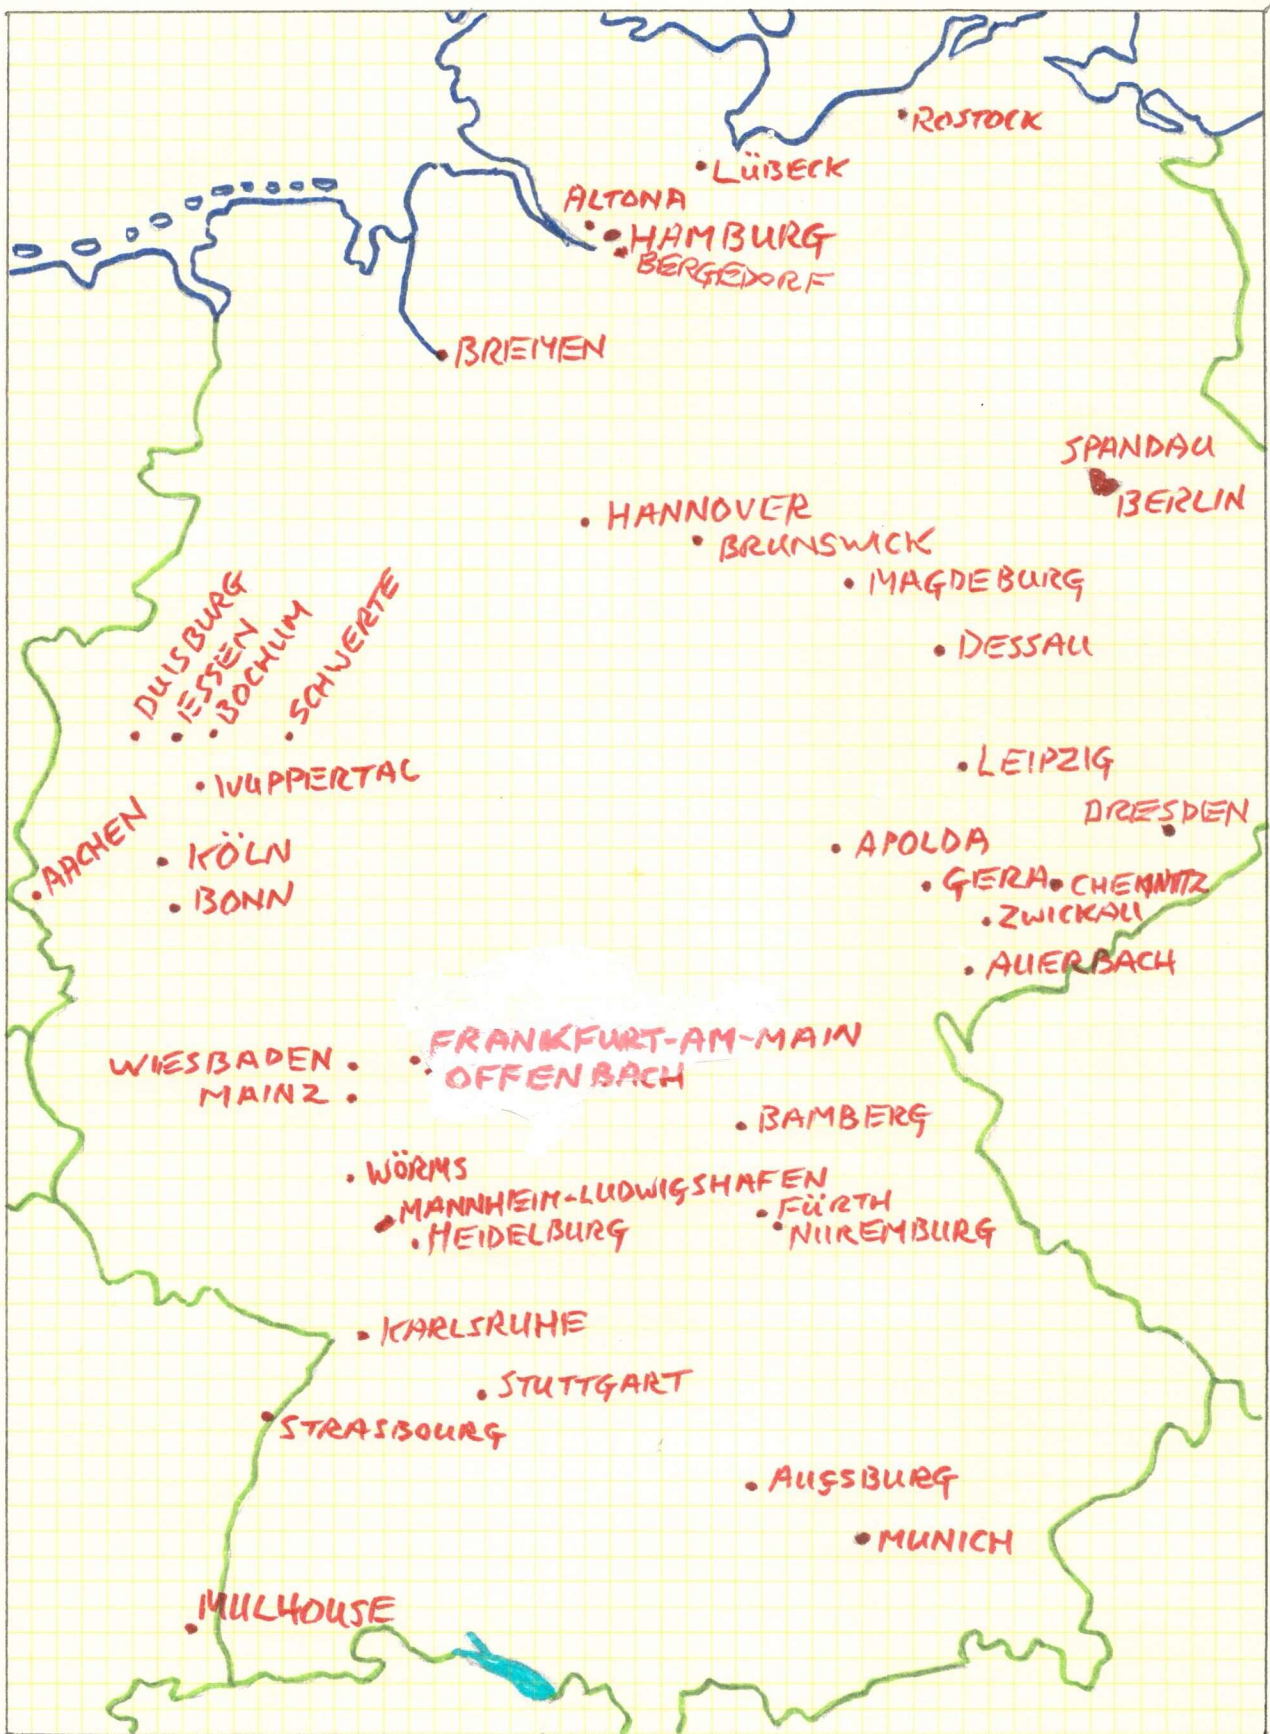 ROSTOCK
LÜBECK
ALTONA
HAMBURG
BERGEDORF
BREMEN
SPANDAU
BERLIN
HANNOVER
BRUNSWICK
MAGDEBURG
DESSAU
DUISBURG
ESSEN
BOCHUM
SCHWERTE
WUPPERTAL
LEIPZIG
DRESDEN
AACHEN
KÖLN
BONN
APOLDA
GERA
CHEMNITZ
ZWICKAU
AUERBACH
FRANKFURT-AM-MAIN
WIESBADEN
OFFENBACH
MAINZ
BAMBERG
WÖRMS
MANNHEIM-LUDWIGSHAFEN
FÜRTH
HEIDELBURG
NUREMBURG
KARLSRUHE
STUTTGART
STRASBOURG
AUGSBURG
MUNICH
MULHOUSE